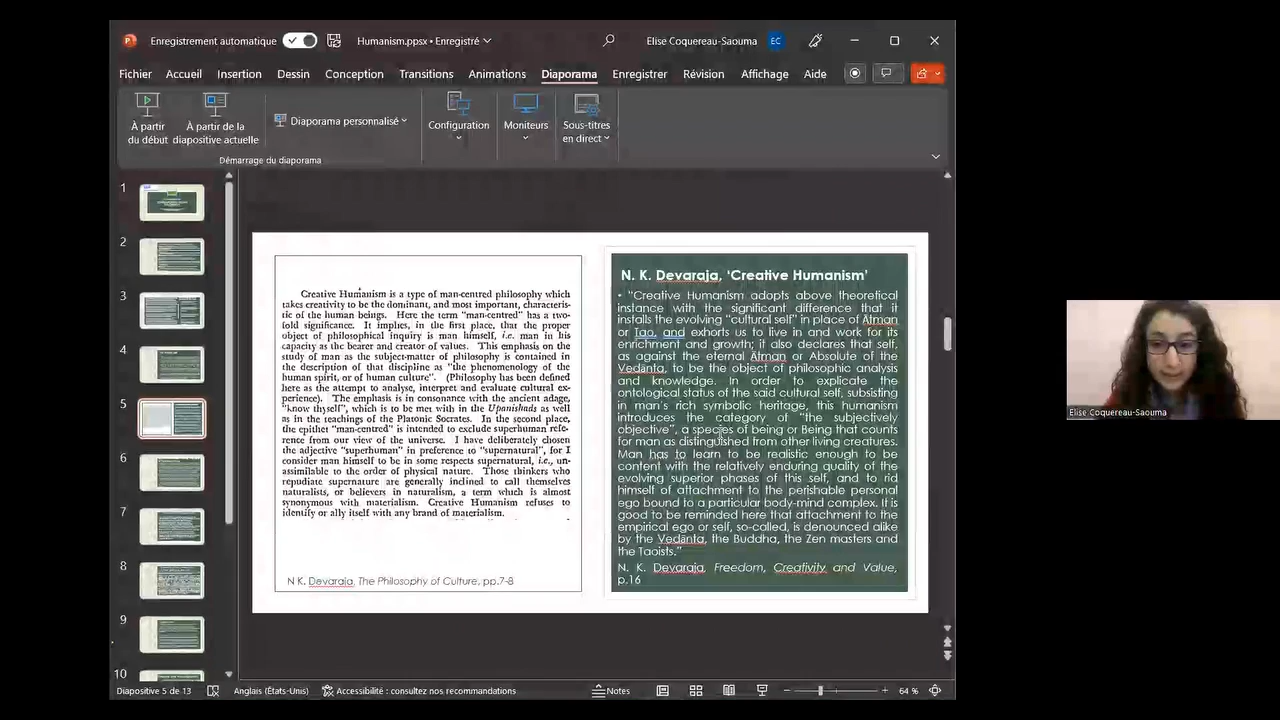 Enregistrement automatique
Humanism.ppsx • Enregistré
Elise Coquereau-Saouma
EC
Fichier
Accueil
Insertion
Dessin
Conception
Transitions
Animations
Diaporama
Enregistrer
Révision
Affichage
Aide
À partir
du début
À partir de la
diapositive actuelle
Diaporama personnalisé
Configuration
Moniteurs
Sous-titres
en direct
Démarrage du diaporama
1
2
3
4
5
6
7
8
9
10
Creative Humanism is a type of man-centred philosophy which
takes creativity to be the dominant, and most important, characteris-
tic of the human beings. Here the term "man-centred" has a two-
fold significance. It implies, in the first place, that the proper
object of philosophical inquiry is man himself, i.e. man in his
capacity as the bearer and creator of values. This emphasis on the
study of man as the subject-matter of philosophy is contained in
the description of that discipline as "the phenomenology of the
human spirit, or of human culture". (Philosophy has been defined
here as the attempt to analyse, interpret and evaluate cultural ex-
perience). The emphasis is in consonance with the ancient adage,
"know thyself", which is to be met with in the Upanishads as well
as in the teachings of the Platonic Socrates. In the second place,
the epithet "man-centred" is intended to exclude superhuman refe-
rence from our view of the universe. I have deliberately chosen
the adjective "superhuman" in preference to "supernatural", for I
consider man himself to be in some respects supernatural, i.e., un-
assimilable to the order of physical nature. Those thinkers who
repudiate supernature are generally inclined to call themselves
naturalists, or believers in naturalism, a term which is almost
synonymous with materialism. Creative Humanism refuses to
identify or ally itself with any brand of materialism.
N K. Devaraja, The Philosophy of Culture, pp.7-8
N. K. Devaraja, ‘Creative Humanism’
• “Creative Humanism adopts above theoretical
instance with the significant difference that it
installs the evolving “cultural self” in place of Ātman
or Tao, and exhorts us to live in and work for its
enrichment and growth; it also declares that self,
as against the eternal Ātman or Absolute of the
Vedānta, to be the object of philosophic analysis
and knowledge. In order to explicate the
ontological status of the said cultural self, subsisting
in man’s rich symbolic heritage, this humanism
introduces the category of “the subjectively
objective”, a species of being or Being that counts
for man as distinguished from other living creatures.
Man has to learn to be realistic enough to be
content with the relatively enduring quality of the
evolving superior phases of this self, and to rid
himself of attachment to the perishable personal
ego bound to a particular body-mind complex. It is
good to be reminded here that attachment to the
empirical ego or self, so-called, is denounced alike
by the Vedānta, the Buddha, the Zen masters and
the Taoists.”
N. K. Devaraja, Freedom, Creativity and Value,
p.16
Elise Coquereau-Saouma
Diapositive 5 de 13
Anglais (États-Unis)
Accessibilité : consultez nos recommandations
Notes
64 %